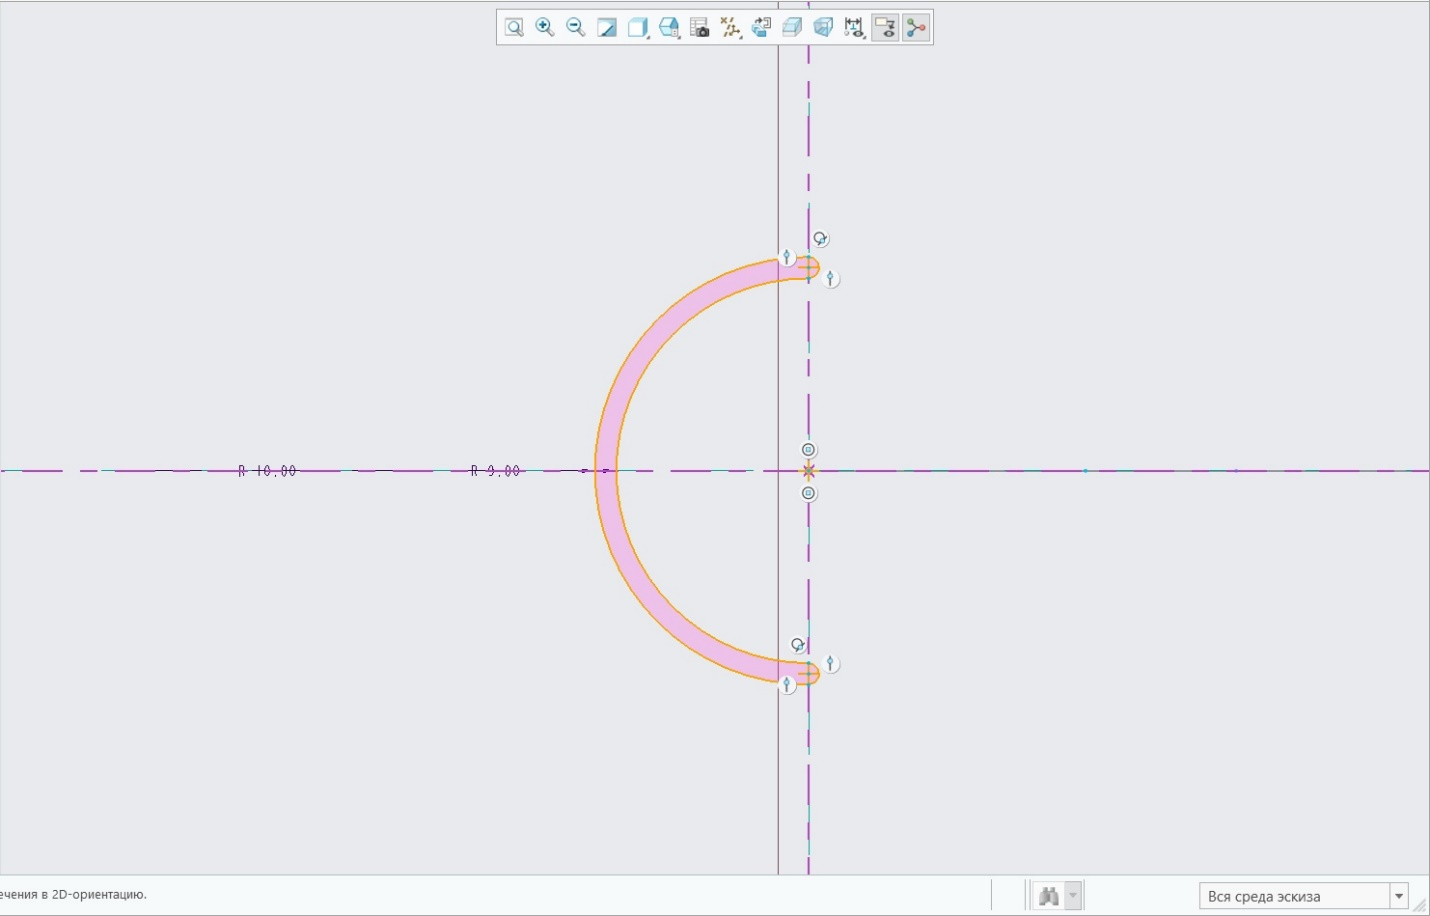 R 10.00 R 9.00
ечения в 2D-ориентацию.
Вся среда эскиза